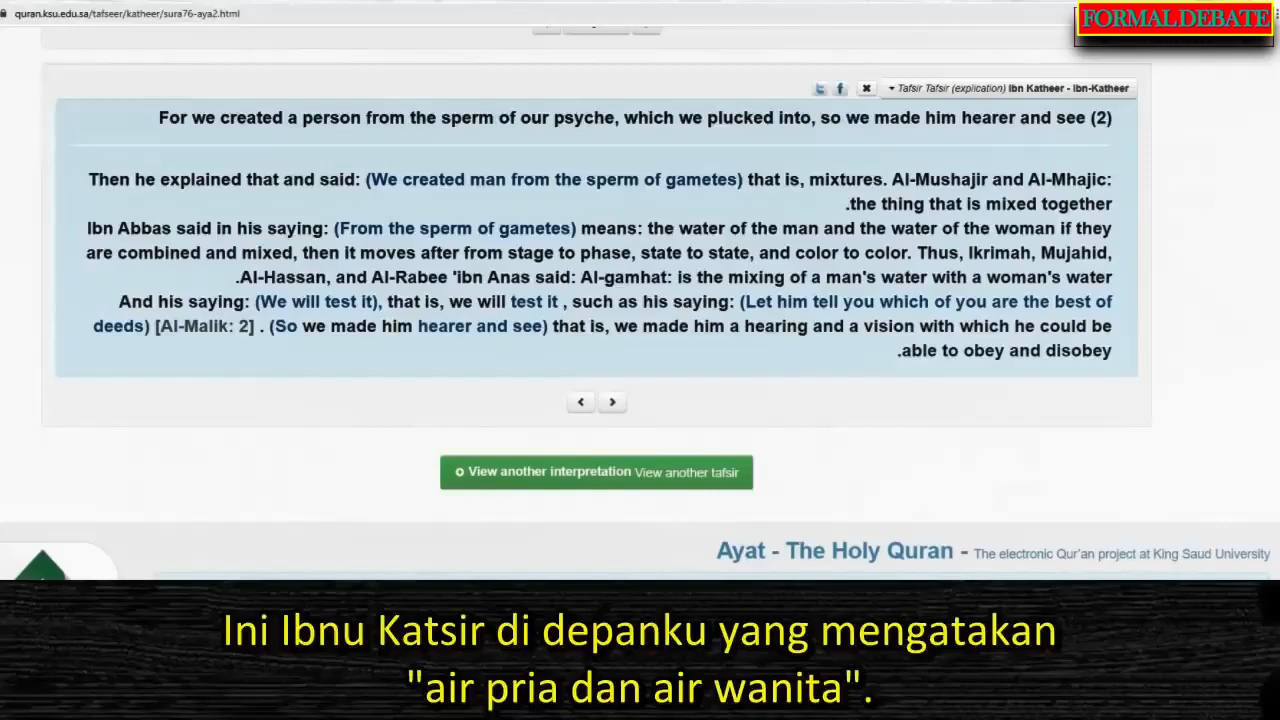 quran.ksu.edu.sa/tafseer/katheer/sura76-aya2.html
FORMAL DEBATE
Tafsir Tafsir (explication) Ibn Katheer - Ibn-Katheer
For we created a person from the sperm of our psyche, which we plucked into, so we made him hearer and see (2)
Then he explained that and said: (We created man from the sperm of gametes) that is, mixtures. Al-Mushajir and Al-Mhajic:
.the thing that is mixed together
Ibn Abbas said in his saying: (From the sperm of gametes) means: the water of the man and the water of the woman if they
are combined and mixed, then it moves after from stage to phase, state to state, and color to color. Thus, Ikrimah, Mujahid,
.Al-Hassan, and Al-Rabee 'ibn Anas said: Al-gamhat: is the mixing of a man's water with a woman's water
And his saying: (We will test it), that is, we will test it , such as his saying: (Let him tell you which of you are the best of
deeds) [Al-Malik: 2] . (So we made him hearer and see) that is, we made him a hearing and a vision with which he could be
.able to obey and disobey
View another interpretation View another tafsir
Ayat - The Holy Quran - The electronic Qur'an project at King Saud University
Ini Ibnu Katsir di depanku yang mengatakan
"air pria dan air wanita".